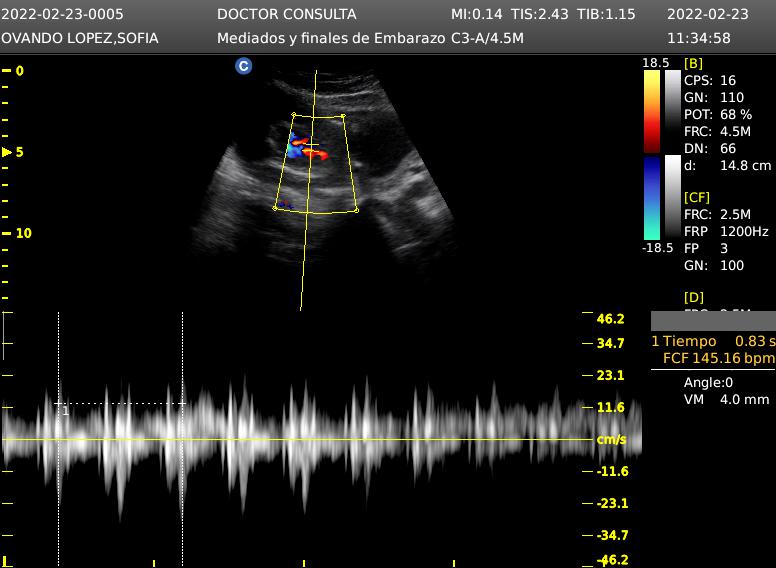 2022-02-23-0005 DOCTOR CONSULTA MI:0.14 TIS:2.43 TIB:1.15 2022-02-23
OVANDO LOPEZ,SOFIA Mediados y finales de Embarazo C3-A/4.5M 11:34:58
C
0
5
10
18.5
-18.5
[B]
CPS: 16
GN: 110
POT: 68 %
FRC: 4.5M
DN: 66
d: 14.8 cm
[CF]
FRC: 2.5M
FRP 1200Hz
FP 3
GN: 100
[D]
1 Tiempo 0.83 s
FCF 145.16 bpm
Angle:0
VM 4.0 mm
46.2
34.7
23.1
11.6
cm/s
-11.6
-23.1
-34.7
-46.2
1